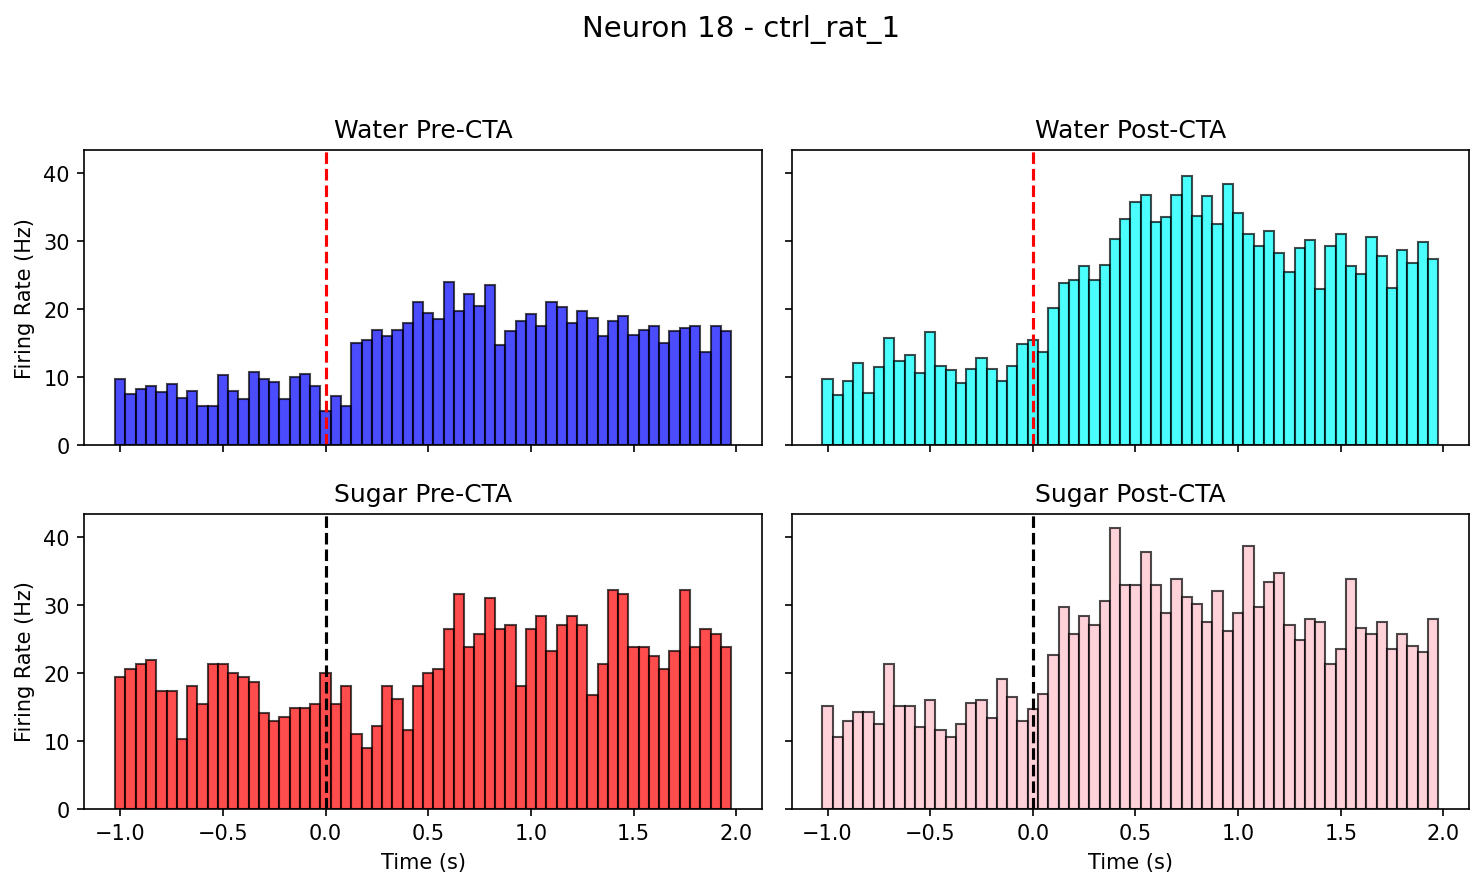 Neuron 18 - ctrl_rat_1
Water Pre-CTA
Water Post-CTA
Firing Rate (Hz)
40
30
20
10
0
Sugar Pre-CTA
Sugar Post-CTA
Firing Rate (Hz)
40
30
20
10
0
−1.0 −0.5 0.0 0.5 1.0 1.5 2.0
−1.0 −0.5 0.0 0.5 1.0 1.5 2.0
Time (s)
Time (s)